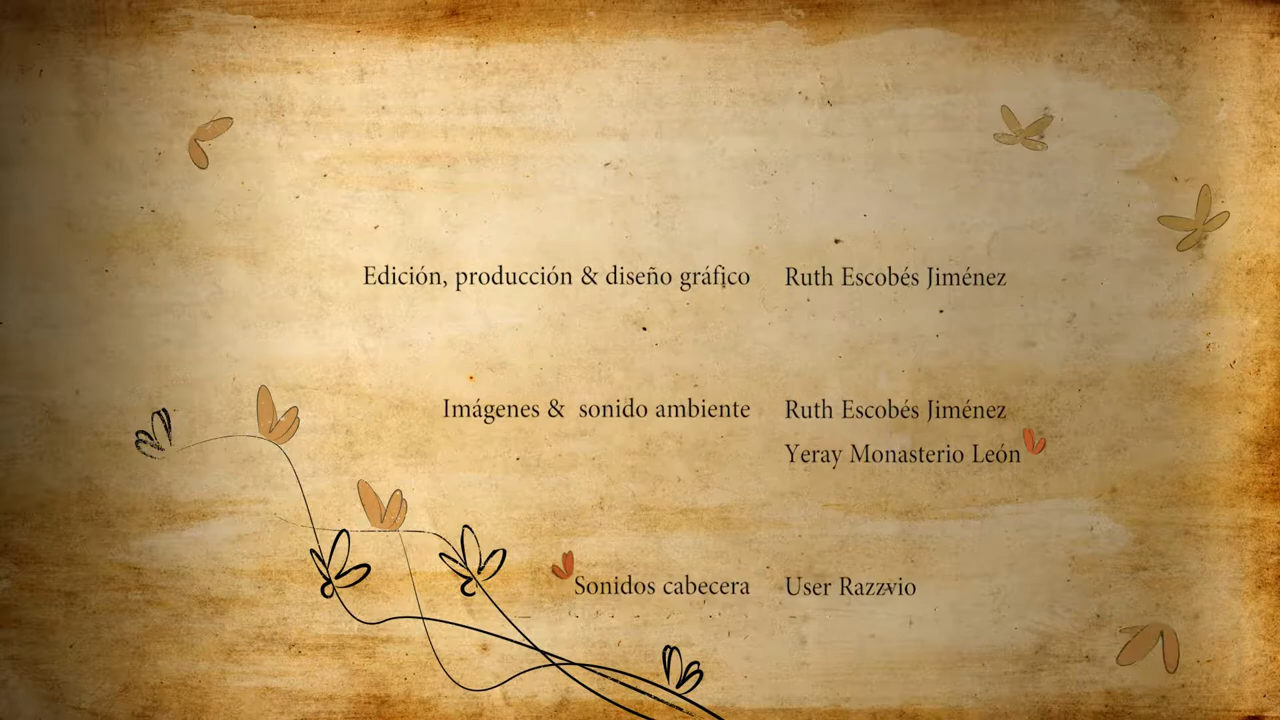 Edición, producción & diseño gráfico Ruth Escobés Jiménez
Imágenes & sonido ambiente Ruth Escobés Jiménez
Yeray Monasterio León
Sonidos cabecera User Razzvio